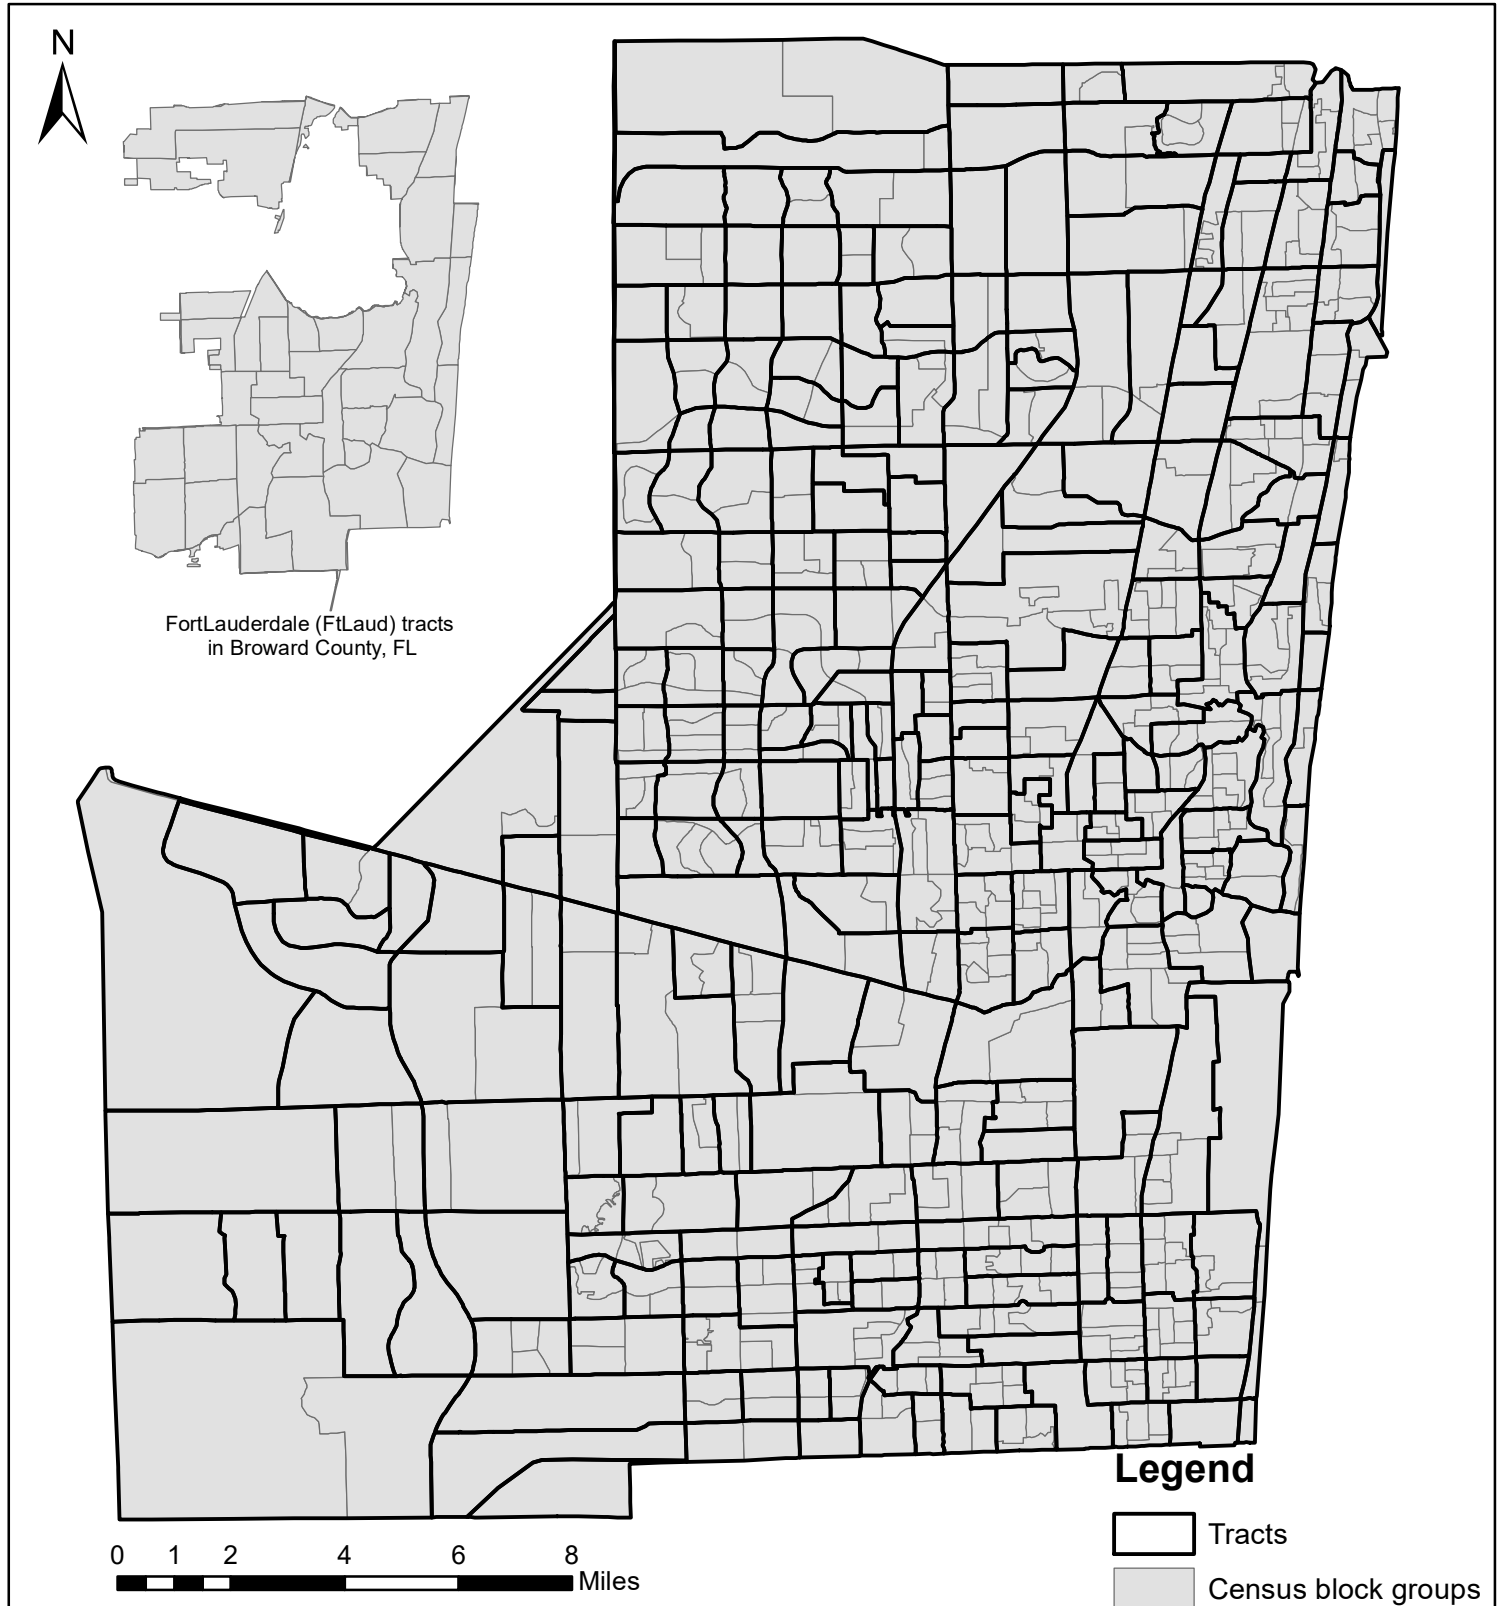 N
FortLauderdale (FtLaud) tracts
in Broward County, FL
Legend
Tracts
Census block groups
0 1 2 4 6 8
Miles